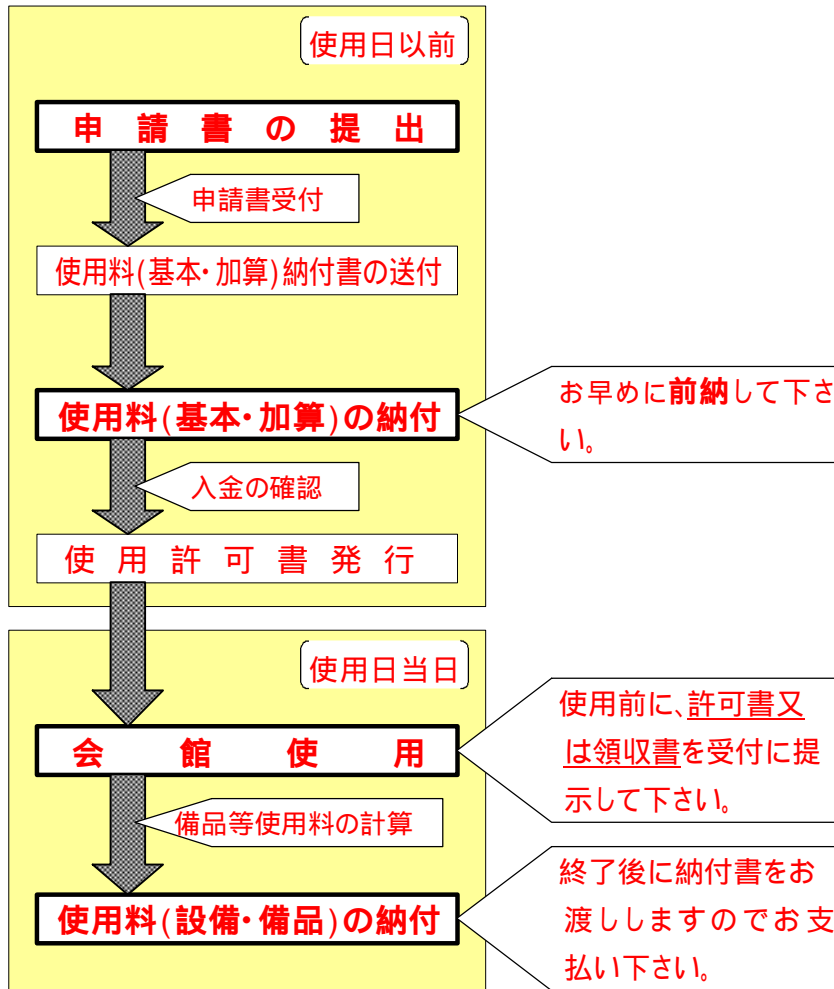 使用日以前
申請書の提出
申請書受付
使用料(基本・加算)納付書の送付
使用料(基本・加算)の納付
お早めに前納して下さ
い。
入金の確認
使用許可書発行
使用日当日
会館使用
使用前に、許可書又
は領収書を受付に提
示して下さい。
備品等使用料の計算
使用料(設備・備品)の納付
終了後に納付書をお
渡ししますのでお支
払い下さい。